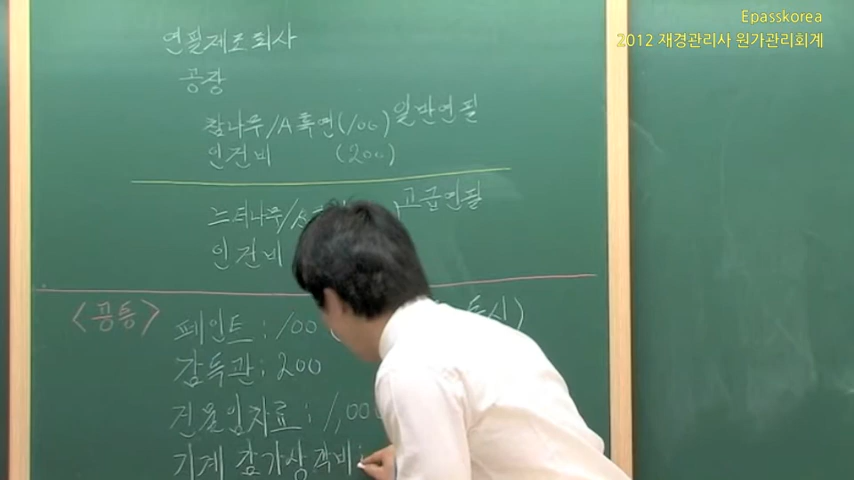 Epasskorea
2012 재경관리사 원가관리회계
연필제조회사
공장
참나무/A흑연(100) 일반연필
인건비 (200)
느티나무/ 고급연필
인건비
<공통> 페인트 : 100
감독관 : 200
건물임차료 : 1,000
기계 감가상각비 :